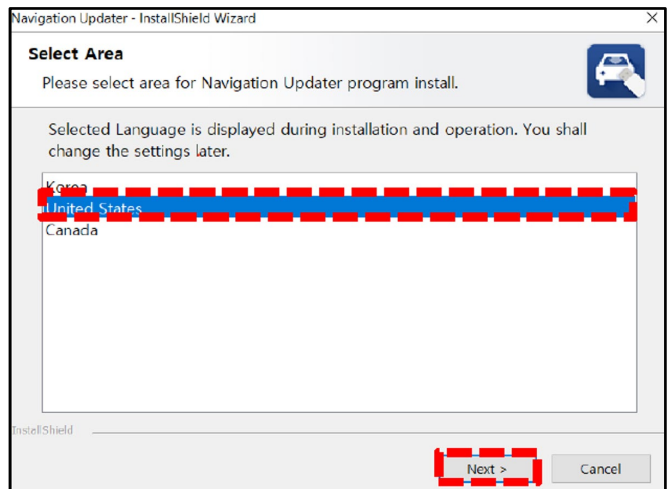 Navigation Updater - InstallShield Wizard
Select Area
Please select area for Navigation Updater program install.
Selected Language is displayed during installation and operation. You shall
change the settings later.
Korea
United States
Canada
InstallShield
Next >
Cancel